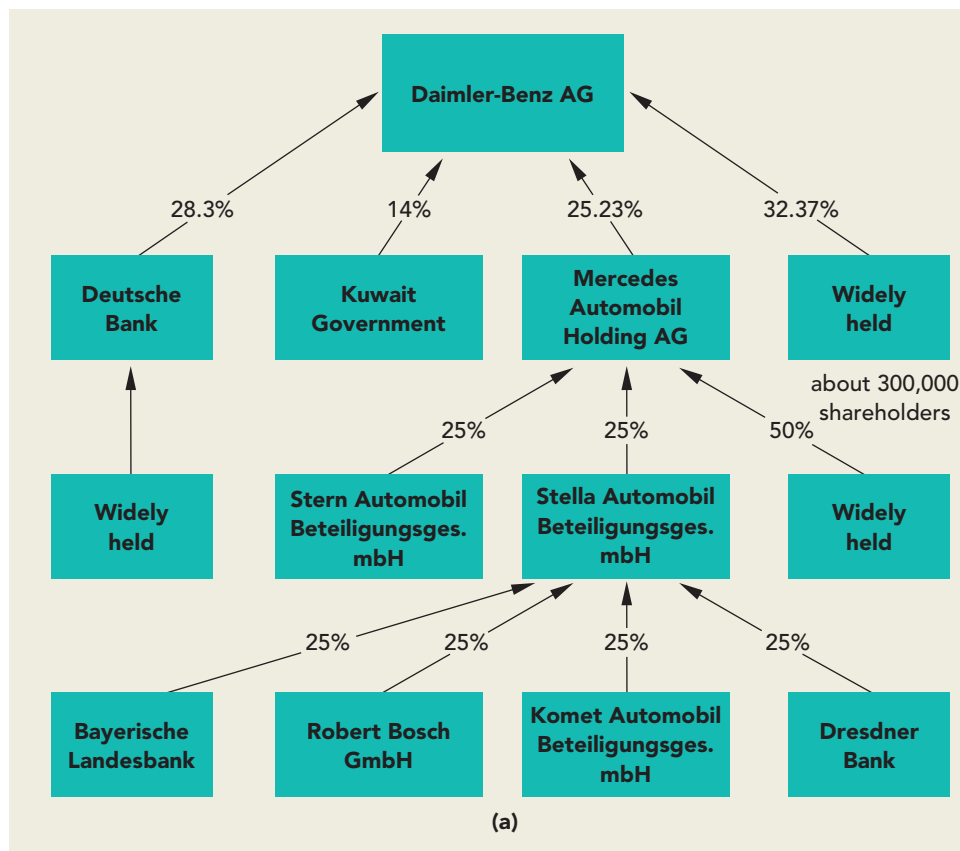 Daimler-Benz AG
28.3%
14%
25.23%
32.37%
Deutsche
Bank
Kuwait
Government
Mercedes
Automobil
Holding AG
Widely
held
about 300,000
shareholders
25%
25%
50%
Widely
held
Stern Automobil
Beteiligungsges.
mbH
Stella Automobil
Beteiligungsges.
mbH
Widely
held
25%
25%
25%
25%
Bayerische
Landesbank
Robert Bosch
GmbH
Komet Automobil
Beteiligungsges.
mbH
Dresdner
Bank
(a)